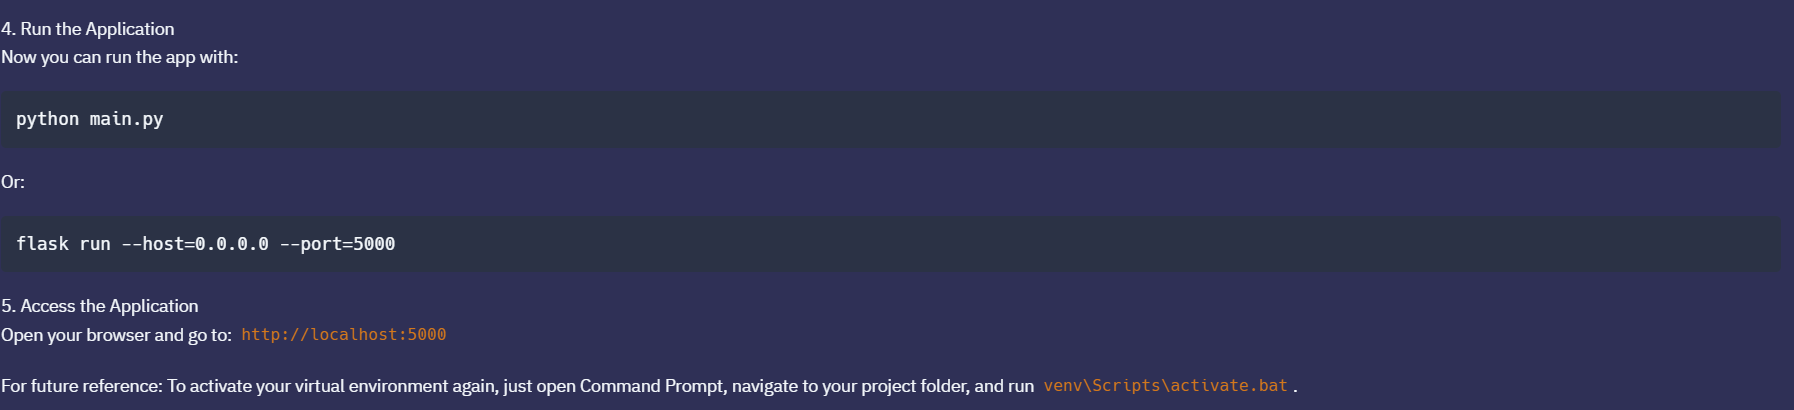 4. Run the Application
Now you can run the app with:
python main.py
Or:
flask run --host=0.0.0.0 --port=5000
5. Access the Application
Open your browser and go to: http://localhost:5000
For future reference: To activate your virtual environment again, just open Command Prompt, navigate to your project folder, and run venv\Scripts\activate.bat .